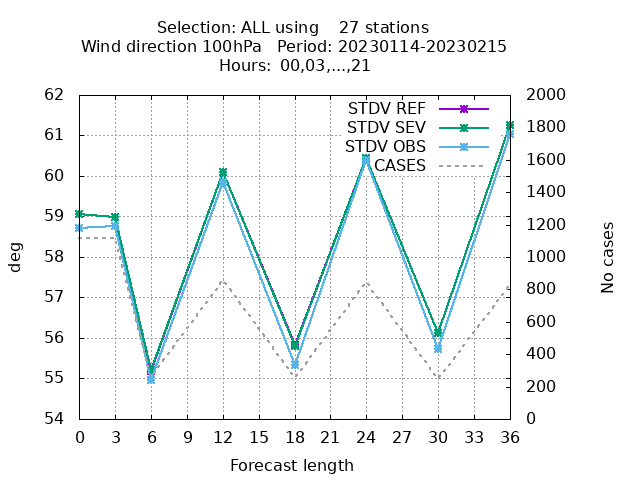 Selection: ALL using    27 stations
Wind direction 100hPa   Period: 20230114-20230215
Hours:  00,03,...,21
STDV REF
STDV SEV
STDV OBS
CASES
62
61
60
59
58
57
56
55
54
deg
2000
1800
1600
1400
1200
1000
800
600
400
200
0
No cases
0 3 6 9 12 15 18 21 24 27 30 33 36
Forecast length